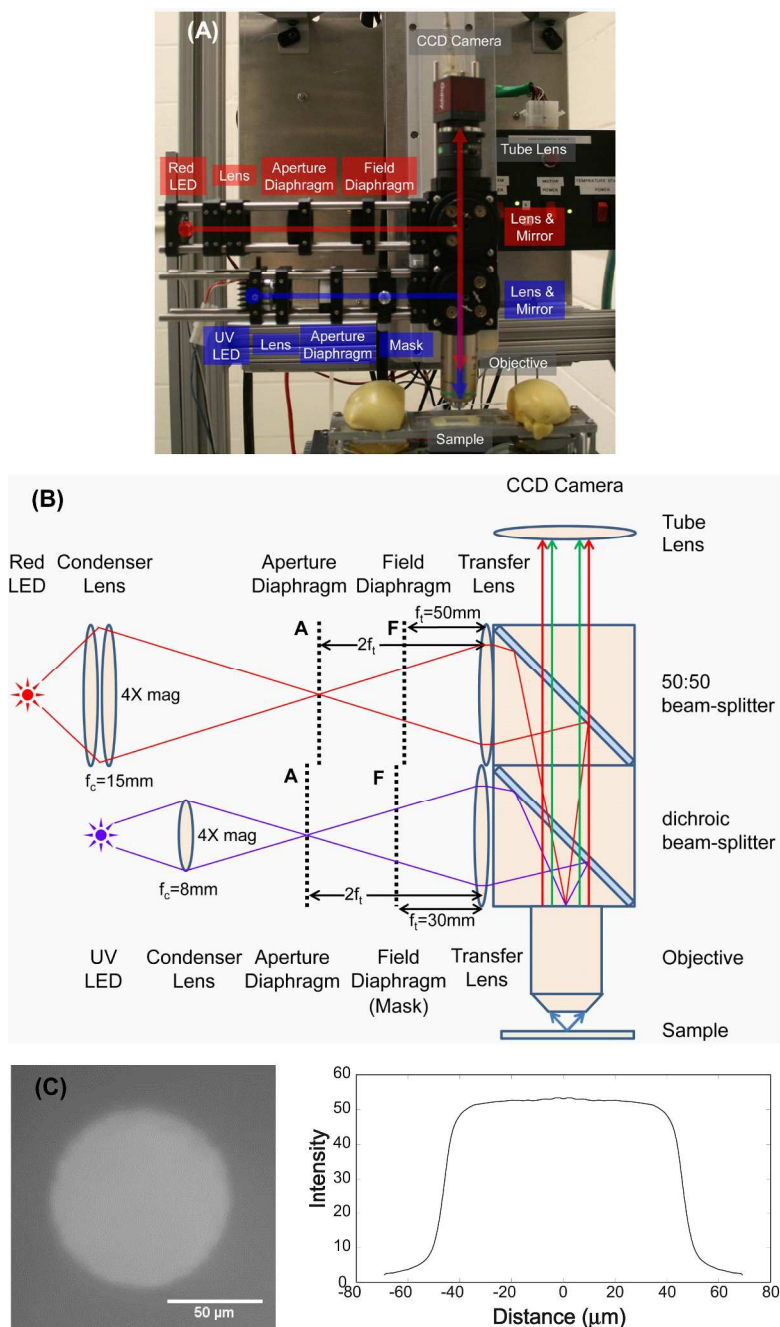 (A)
CCD Camera
Guppy
Tube Lens
Red
LED
Lens
Aperture
Diaphragm
Field
Diaphragm
MOTOR
POWER
POWER
Lens &
Mirror
Lens &
Mirror
UV
LED
Lens
Aperture
Diaphragm
Mask
Objective
Sample
(B)
CCD Camera
Tube
Lens
Red
LED
Condenser
Lens
Aperture
Diaphragm
Field
Diaphragm
Transfer
Lens
A
F
ft=50mm
2ft
4X mag
50:50
beam-splitter
fc=15mm
A
F
4X mag
dichroic
beam-splitter
2ft
fc=8mm
ft=30mm
UV
LED
Condenser
Lens
Aperture
Diaphragm
Field
Diaphragm
(Mask)
Transfer
Lens
Objective
Sample
(C)
50 µm
60
50
40
30
20
10
0
Intensity
-80 -60 -40 -20 0 20 40 60 80
Distance (µm)